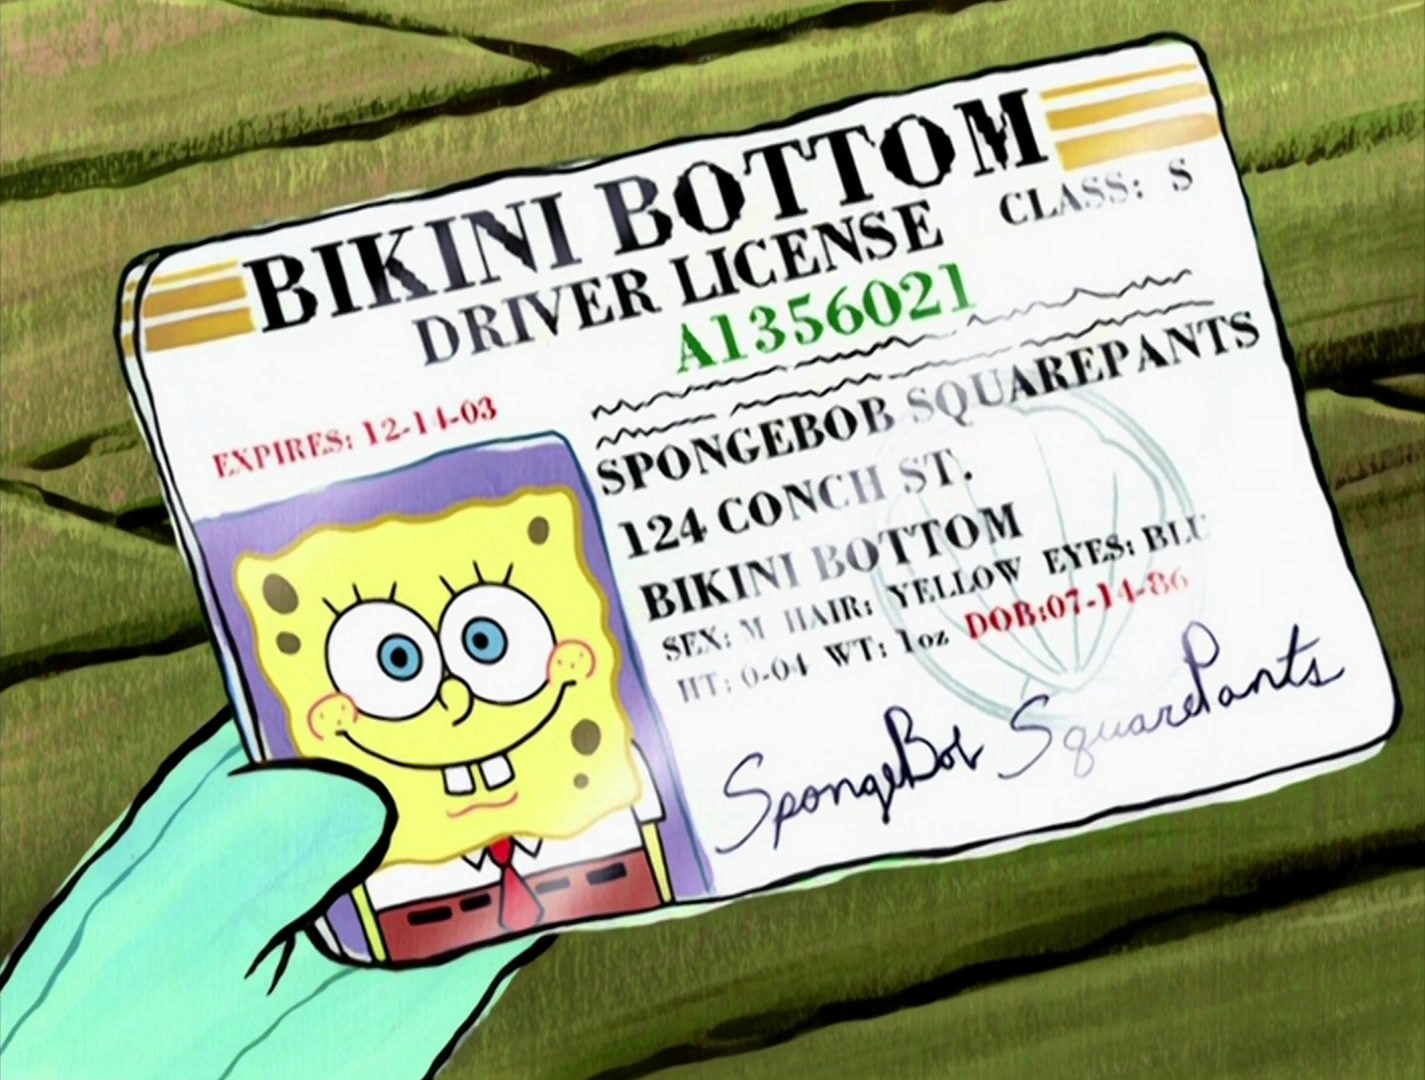 BIKINI BOTTOM
DRIVER LICENSE
CLASS: S
A1356021
EXPIRES: 12-14-03
SPONGEBOB SQUAREPANTS
124 CONCH ST.
BIKINI BOTTOM
SEX: M HAIR: YELLOW EYES: BLU
HT: 0-04 WT: 1oz DOB:07-14-86
SpongeBob SquarePants